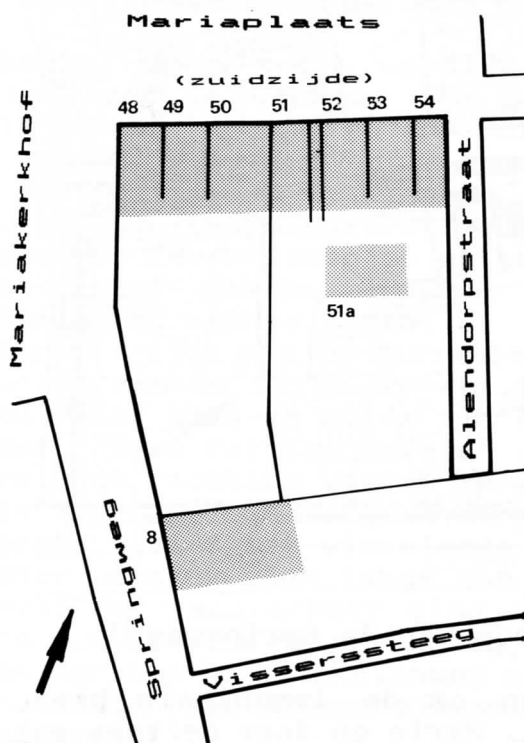 Mariaplaats
(zuidzijde)
48 49 50 51 52 53 54
Mariakerkhof
Alendorpstraat
51a
8
Springweg
Visserssteeg